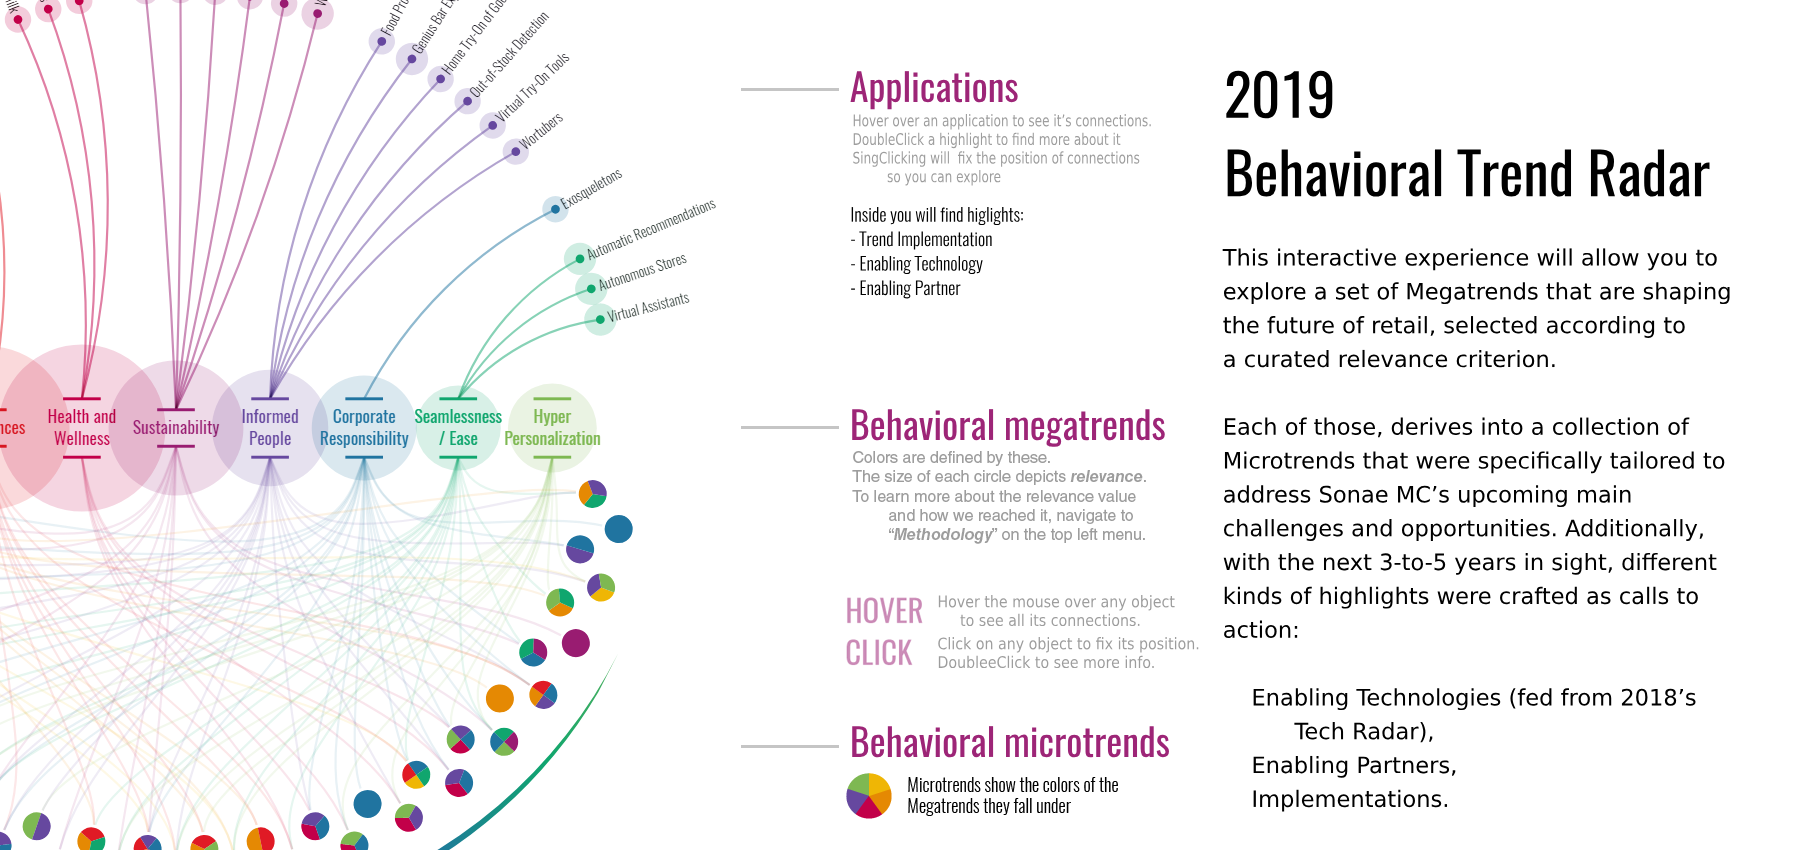 Food
Genius Bar
Home Try-On of
Out-of-Stock Detection
Virtual Try-On Tools
Wortubers
Exosqueletons
Automatic Recommendations
Autonomous Stores
Virtual Assistants
Health and
Wellness
Sustainability
Informed
People
Corporate
Responsibility
Seamlessness
/ Ease
Hyper
Personalization
Applications
Hover over an application to see it’s connections.
DoubleClick a highlight to find more about it
SingClicking will fix the position of connections
so you can explore
Inside you will find higlights:
- Trend Implementation
- Enabling Technology
- Enabling Partner
Behavioral megatrends
Colors are defined by these.
The size of each circle depicts relevance.
To learn more about the relevance value
and how we reached it, navigate to
“Methodology” on the top left menu.
HOVER
Hover the mouse over any object
to see all its connections.
CLICK
Click on any object to fix its position.
DoubleeClick to see more info.
Behavioral microtrends
Microtrends show the colors of the
Megatrends they fall under
2019
Behavioral Trend Radar
This interactive experience will allow you to
explore a set of Megatrends that are shaping
the future of retail, selected according to
a curated relevance criterion.
Each of those, derives into a collection of
Microtrends that were specifically tailored to
address Sonae MC’s upcoming main
challenges and opportunities. Additionally,
with the next 3-to-5 years in sight, different
kinds of highlights were crafted as calls to
action:
Enabling Technologies (fed from 2018’s
Tech Radar),
Enabling Partners,
Implementations.